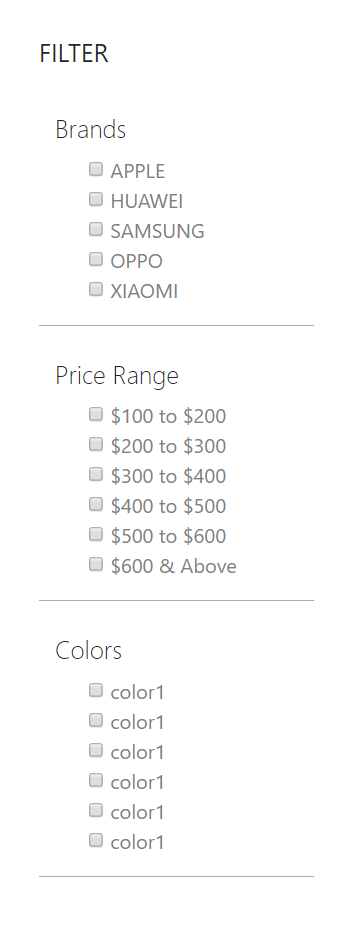 FILTER
Brands
APPLE
HUAWEI
SAMSUNG
OPPO
XIAOMI
Price Range
$100 to $200
$200 to $300
$300 to $400
$400 to $500
$500 to $600
$600 & Above
Colors
color1
color1
color1
color1
color1
color1